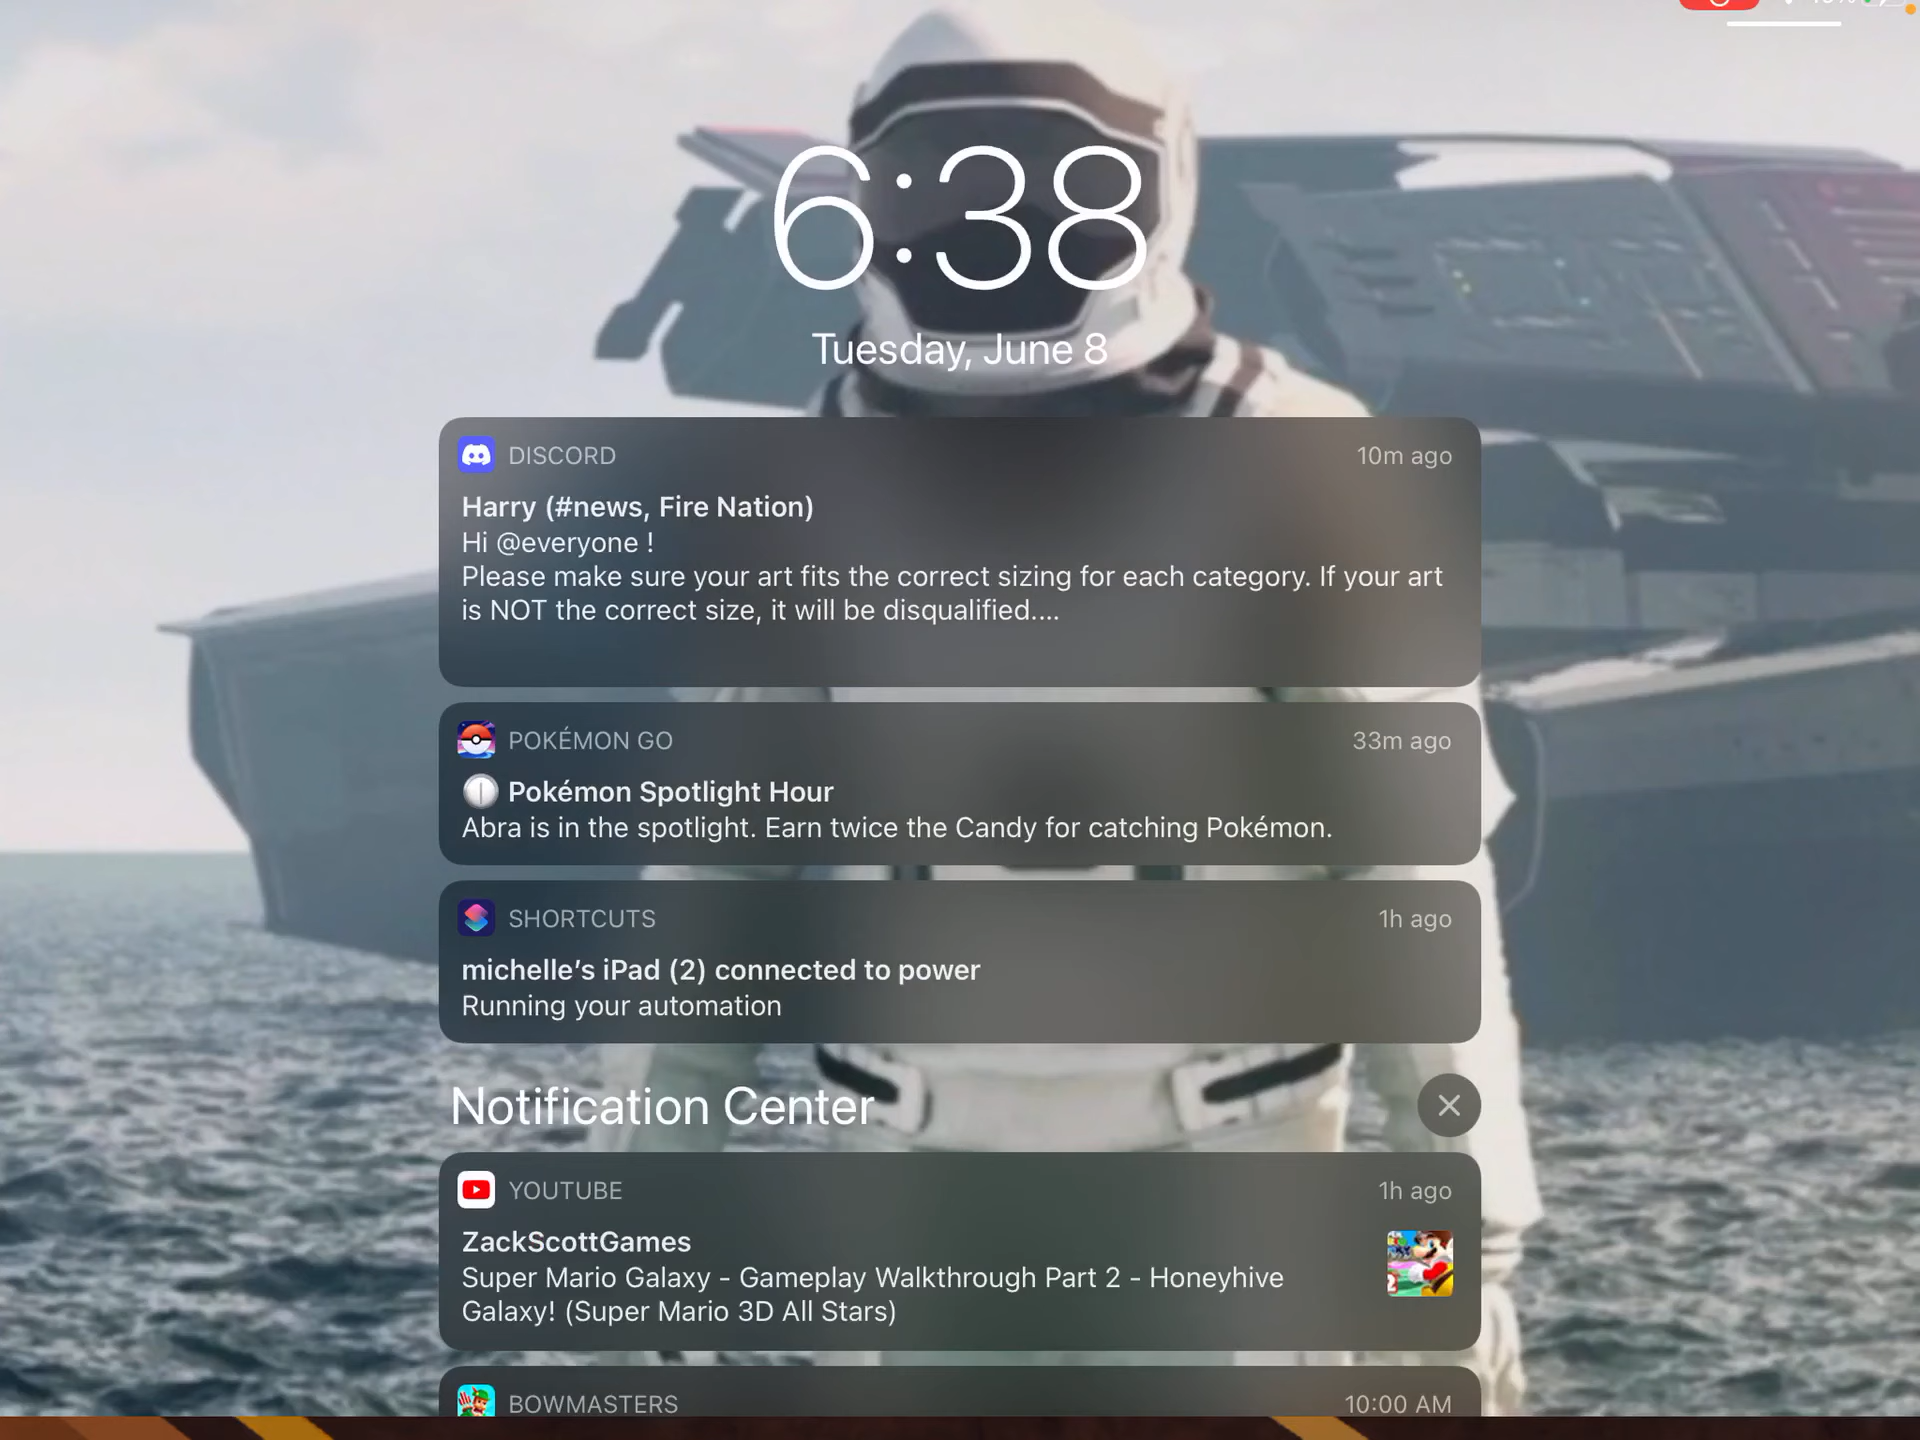 6:38
Tuesday, June 8
DISCORD
10m ago
Harry (#news, Fire Nation)
Hi @everyone !
Please make sure your art fits the correct sizing for each category. If your art
is NOT the correct size, it will be disqualified....
POKÉMON GO
33m ago
Pokémon Spotlight Hour
Abra is in the spotlight. Earn twice the Candy for catching Pokémon.
SHORTCUTS
1h ago
michelle’s iPad (2) connected to power
Running your automation
Notification Center
YOUTUBE
1h ago
ZackScottGames
Super Mario Galaxy - Gameplay Walkthrough Part 2 - Honeyhive
Galaxy! (Super Mario 3D All Stars)
BOWMASTERS
10:00 AM